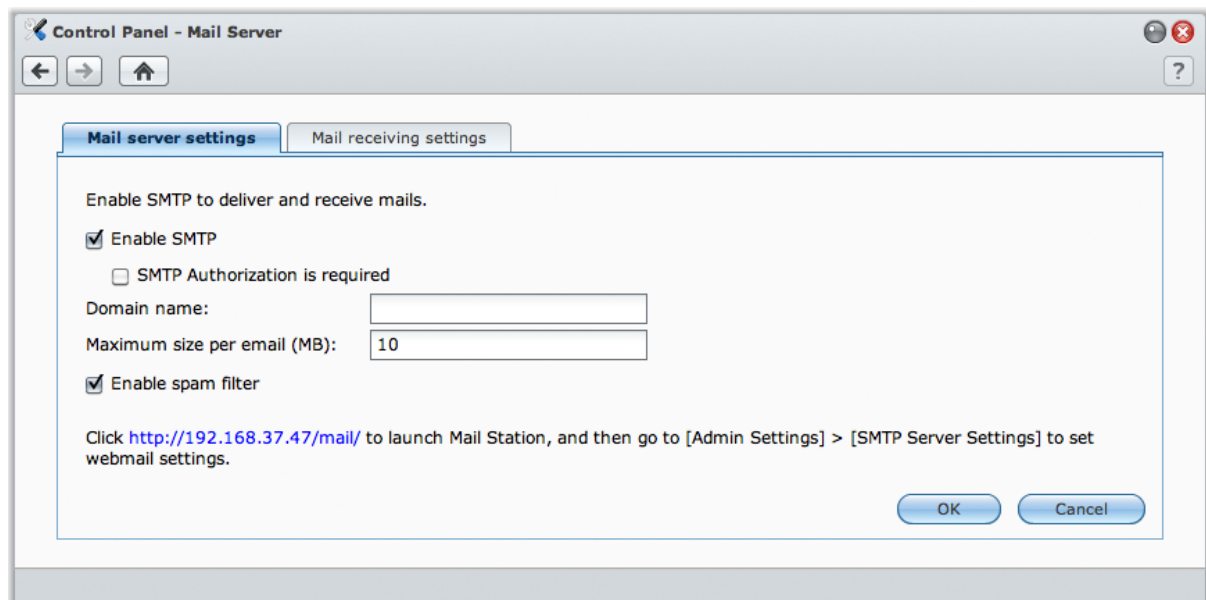 Control Panel - Mail Server
?
Mail server settings
Mail receiving settings
Enable SMTP to deliver and receive mails.
Enable SMTP
SMTP Authorization is required
Domain name:
Maximum size per email (MB): 10
Enable spam filter
Click http://192.168.37.47/mail/ to launch Mail Station, and then go to [Admin Settings] > [SMTP Server Settings] to set
webmail settings.
OK
Cancel